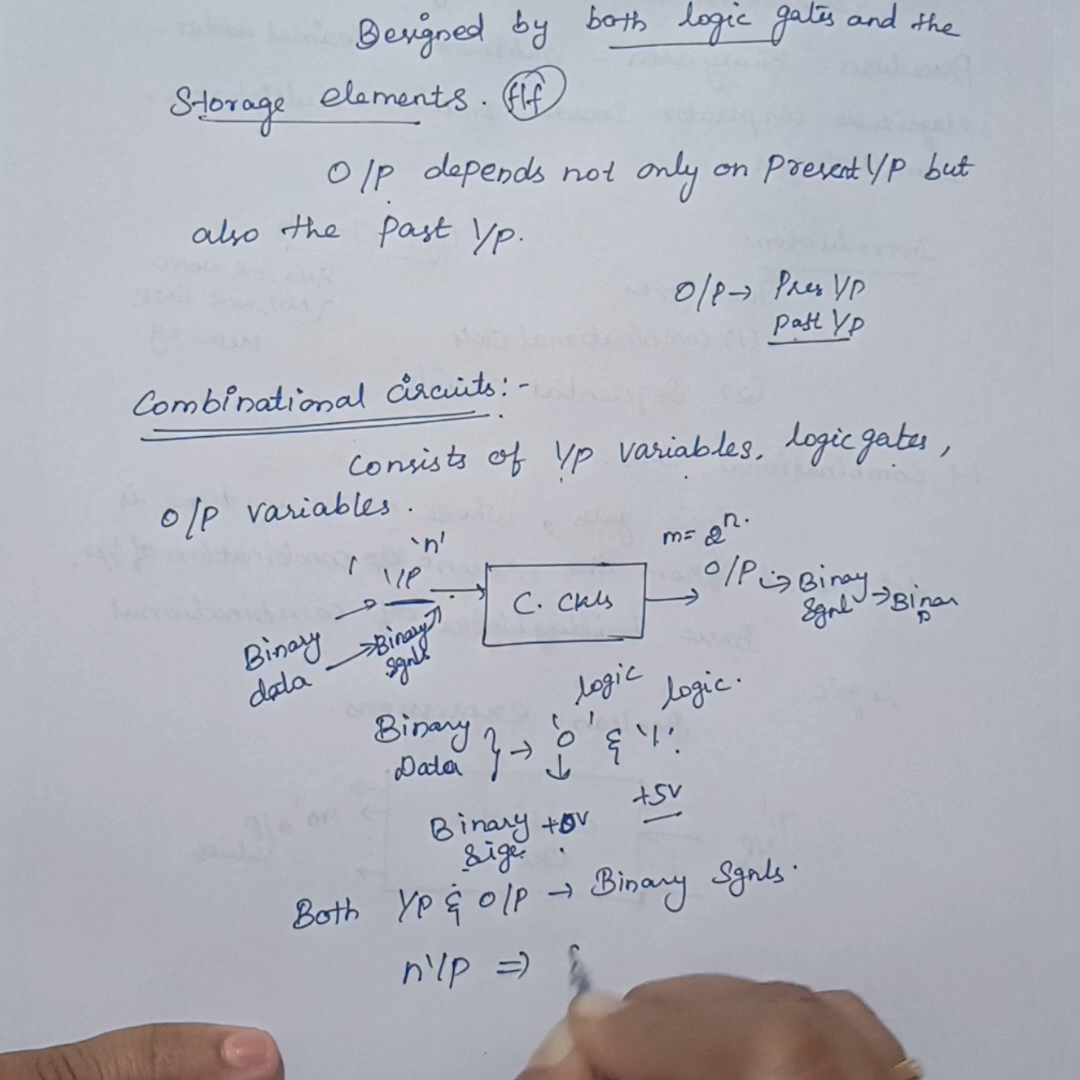 Designed by both logic gates and the
Storage elements. f/f
O/P depends not only on Present I/P but
also the Past I/P.
O/P → Pres I/P
Past I/P
Combinational Circuits:-
Consists of I/P variables, logic gates,
O/P variables.
'n' m= 2^n.
I/P → C. Ckts → O/P → Binary Sgnl → Binary D
Binary data → Binary Sgnls
logic logic.
Binary Data } → '0' & '1'.
↓
Binary +0V +5V
Both I/P & O/P → Binary Sgnls.
n I/P ⇒